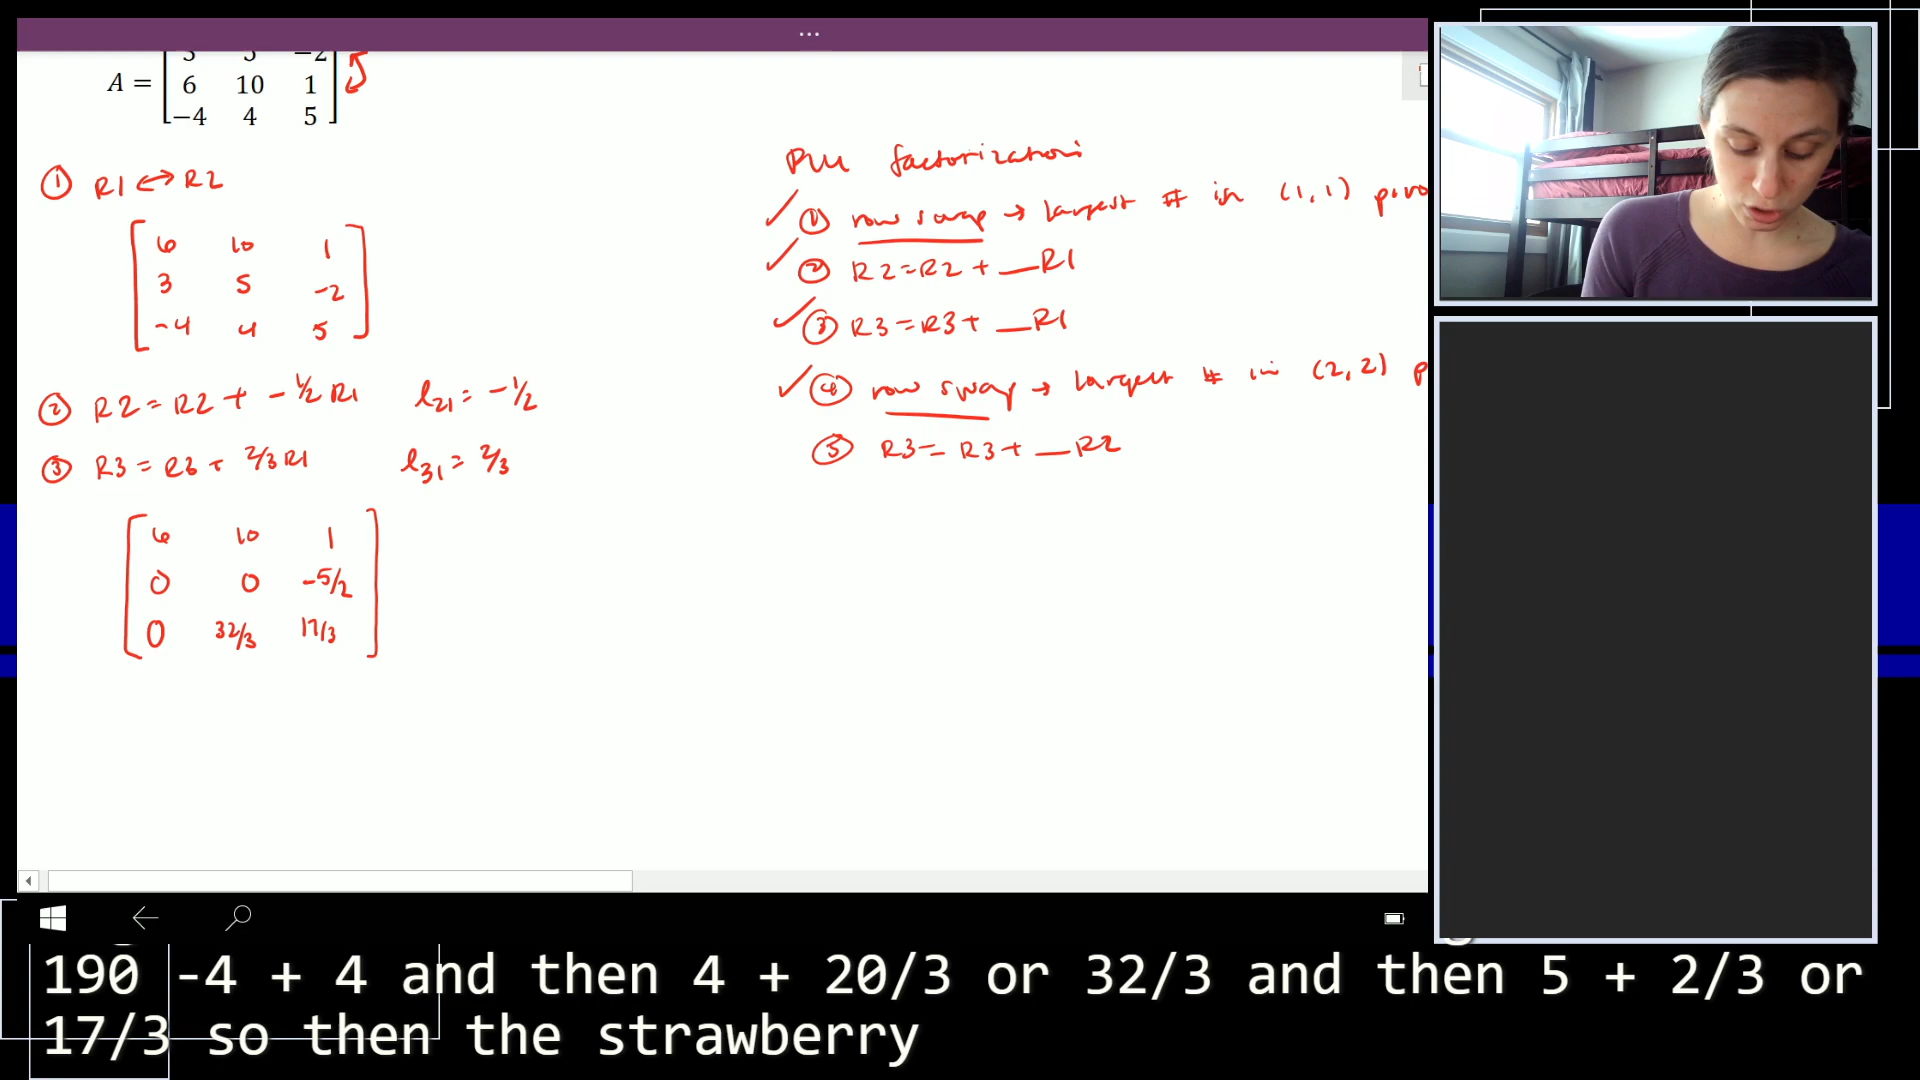 ...
A = [ 3 5 −2
6 10 1
−4 4 5 ]
① R1 ↔ R2
6 10 1
3 5 -2
-4 4 5
② R2 = R2 + -1/2 R1 l21 = -1/2
③ R3 = R3 + 2/3 R1 l31 = 2/3
6 10 1
0 0 -5/2
0 32/3 17/3
PLU factorization
✓ ① row swap → largest # in (1,1) pivo
✓ ② R2 = R2 + __R1
✓ ③ R3 = R3 + __R1
✓ ④ row swap → largest # in (2,2) p
⑤ R3 = R3 + __R2
190 -4 + 4 and then 4 + 20/3 or 32/3 and then 5 + 2/3 or
17/3 so then the strawberry